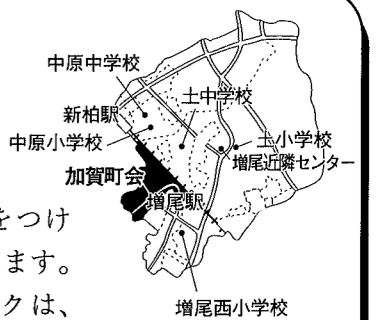 中原中学校
土中学校
新柏駅
中原小学校
土小学校
増尾近隣センター
加賀町会
増尾駅
をつけ
ます。
クは、
増尾西小学校